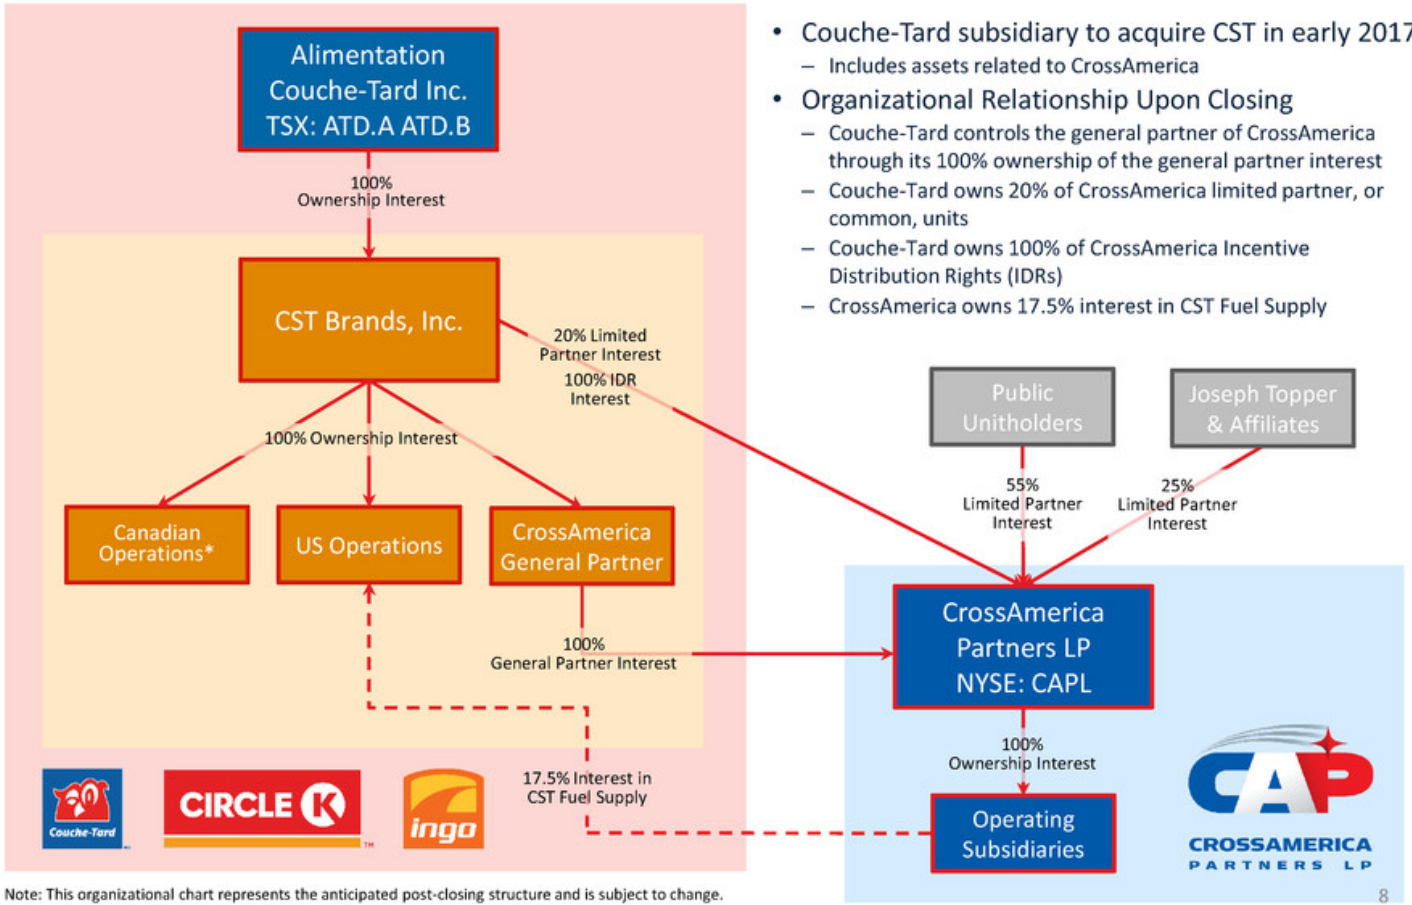 Alimentation
Couche-Tard Inc.
TSX: ATD.A ATD.B
100%
Ownership Interest
CST Brands, Inc.
20% Limited
Partner Interest
100% IDR
Interest
100% Ownership Interest
Canadian
Operations*
US Operations
CrossAmerica
General Partner
100%
General Partner Interest
17.5% Interest in
CST Fuel Supply
Couche-Tard
CIRCLE K
TM
ingo
• Couche-Tard subsidiary to acquire CST in early 2017
– Includes assets related to CrossAmerica
• Organizational Relationship Upon Closing
– Couche-Tard controls the general partner of CrossAmerica
through its 100% ownership of the general partner interest
– Couche-Tard owns 20% of CrossAmerica limited partner, or
common, units
– Couche-Tard owns 100% of CrossAmerica Incentive
Distribution Rights (IDRs)
– CrossAmerica owns 17.5% interest in CST Fuel Supply
Public
Unitholders
Joseph Topper
& Affiliates
55%
Limited Partner
Interest
25%
Limited Partner
Interest
CrossAmerica
Partners LP
NYSE: CAPL
100%
Ownership Interest
Operating
Subsidiaries
CAP
CROSSAMERICA
PARTNERS LP
Note: This organizational chart represents the anticipated post-closing structure and is subject to change.
8